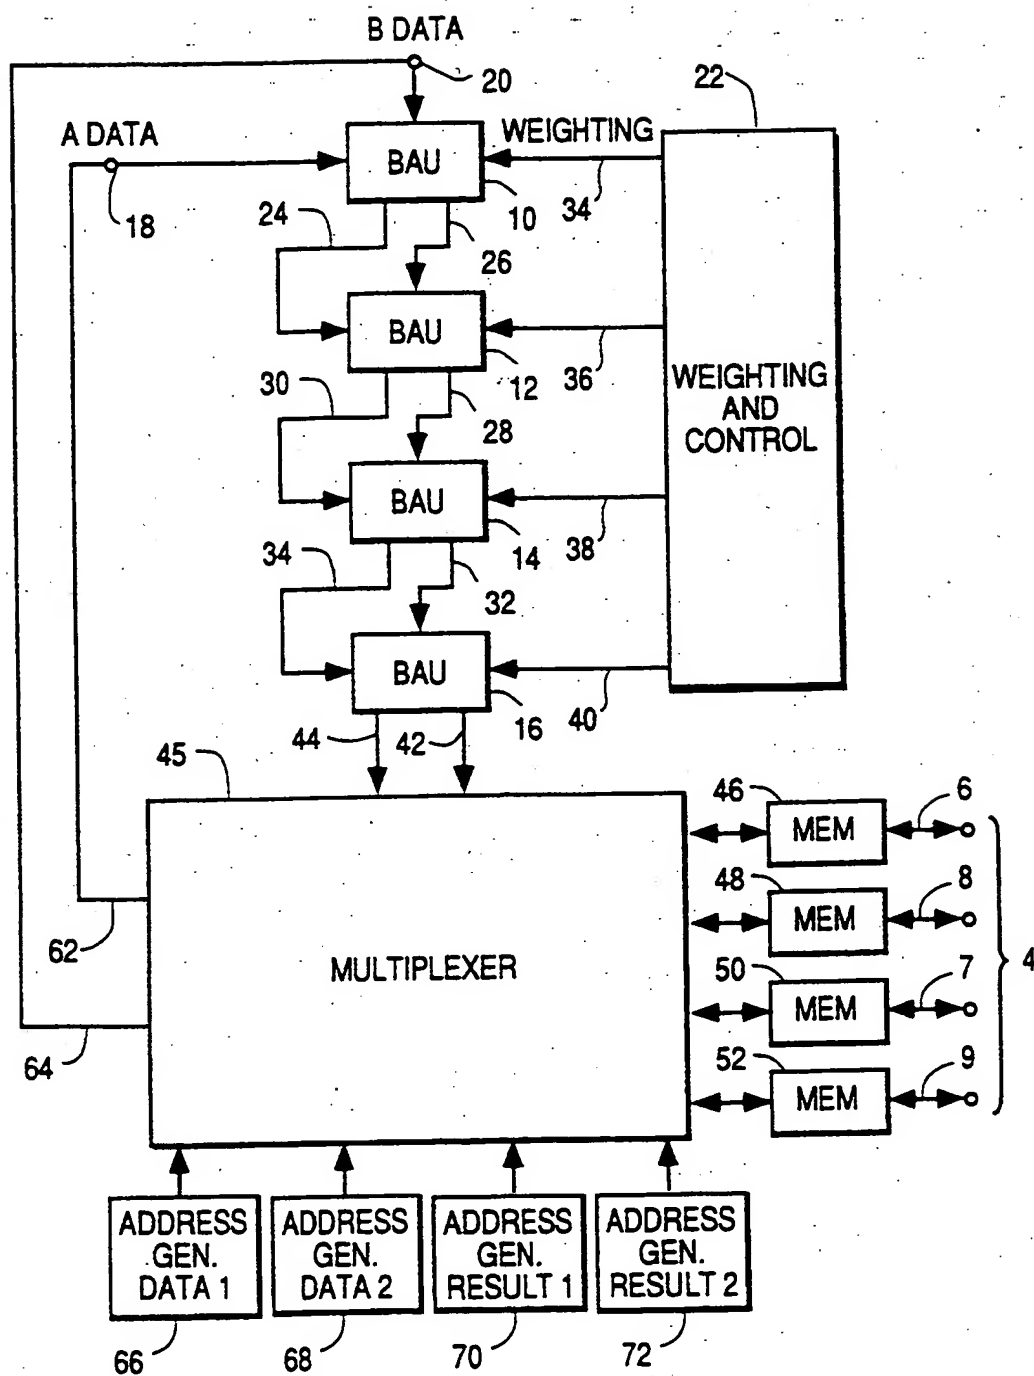 B DATA
20
22
A DATA
WEIGHTING
BAU
18
24
10
34
26
BAU
36
30
12
WEIGHTING
AND
CONTROL
28
BAU
38
34
14
32
BAU
40
16
44
42
45
46
MEM
6
48
MEM
8
62
MULTIPLEXER
50
MEM
7
4
64
52
MEM
9
ADDRESS
GEN.
DATA 1
ADDRESS
GEN.
DATA 2
ADDRESS
GEN.
RESULT 1
ADDRESS
GEN.
RESULT 2
66
68
70
72